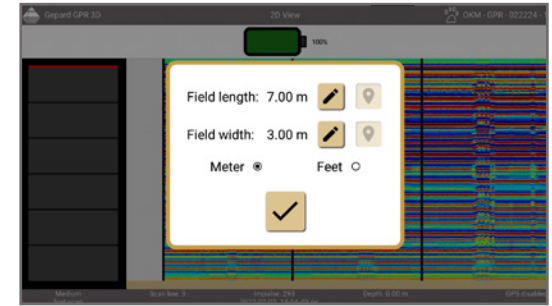 Gepard GPR 3D
2D View
OKM - GPR - 022224 - 1
100%
Field length: 7.00 m
Field width: 3.00 m
Meter
Feet
Medium
Scan line: 3
Impulse: 293
Depth: 0.00 m
GPS disabled